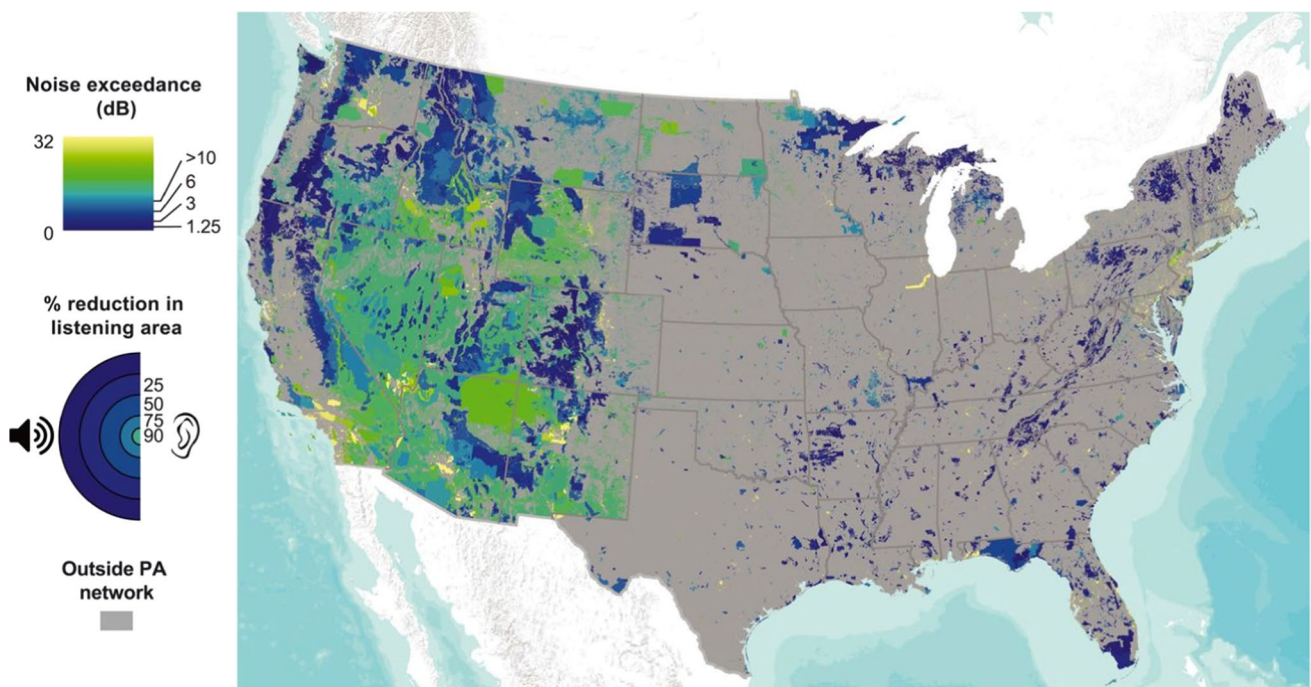 Noise exceedance
(dB)
32
>10
6
3
1.25
0
% reduction in
listening area
25
50
75
90
Outside PA
network